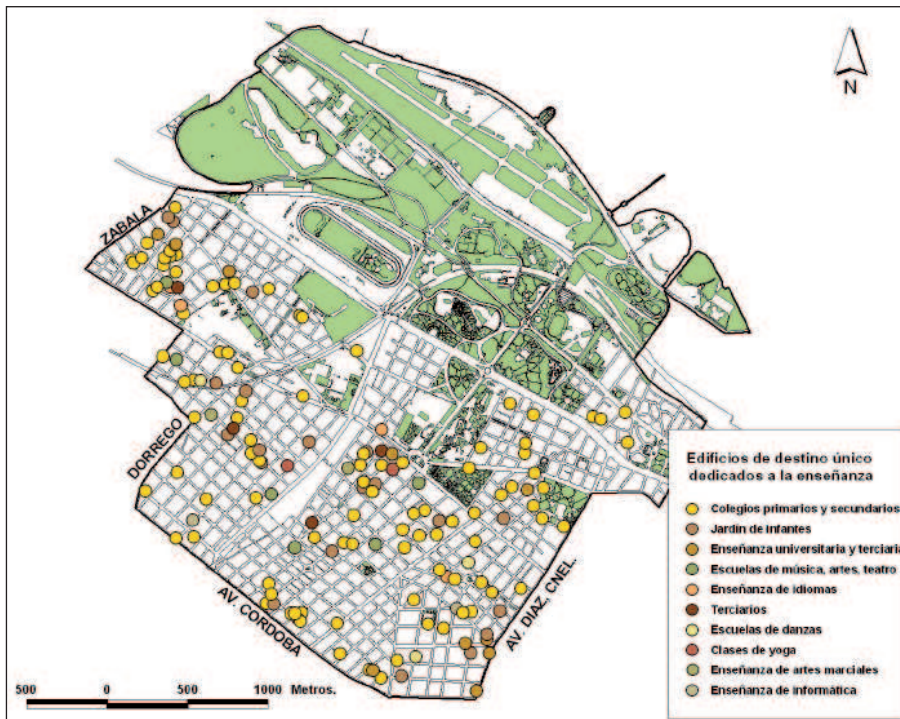 N
ZABALA
DORREGO
AV. CORDOBA
AV. DIAZ, CNEL.
Edificios de destino único
dedicados a la enseñanza
Colegios primarios y secundarios
Jardín de infantes
Enseñanza universitaria y terciaria
Escuelas de música, artes, teatro
Enseñanza de idiomas
Terciarios
Escuelas de danzas
Clases de yoga
Enseñanza de artes marciales
Enseñanza de informática
500 0 500 1000 Metros.